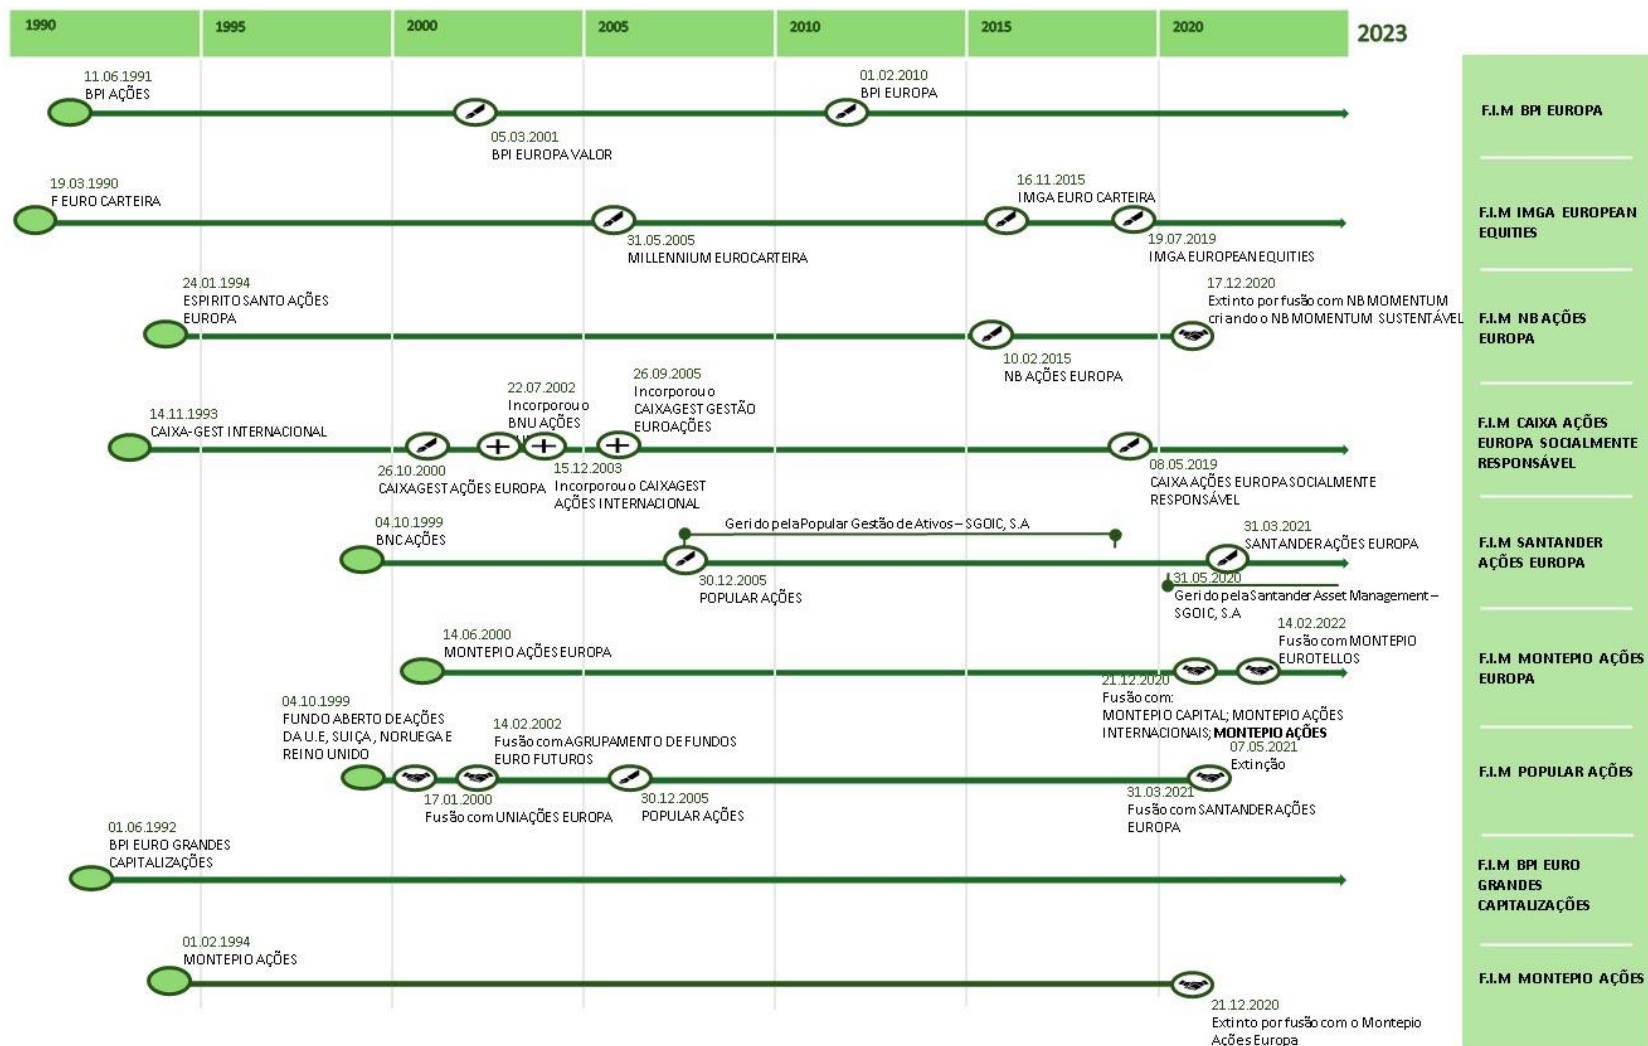 1990
1995
2000
2005
2010
2015
2020
2023
11.06.1991
BPI AÇÕES
05.03.2001
BPI EUROPA VALOR
01.02.2010
BPI EUROPA
F.I.M BPI EUROPA
19.03.1990
F EURO CARTEIRA
31.05.2005
MILLENNIUM EUROCARTEIRA
16.11.2015
IMGA EURO CARTEIRA
19.07.2019
IMGA EUROPEAN EQUITIES
F.I.M IMGA EUROPEAN
EQUITIES
24.01.1994
ESPIRITO SANTO AÇÕES
EUROPA
10.02.2015
NB AÇÕES EUROPA
17.12.2020
Extinto por fusão com NB MOMENTUM
criando o NB MOMENTUM SUSTENTÁVEL
F.I.M NB AÇÕES
EUROPA
14.11.1993
CAIXA-GEST INTERNACIONAL
26.10.2000
CAIXAGEST AÇÕES EUROPA
22.07.2002
Incorporou o
BNU AÇÕES
15.12.2003
Incorporou o CAIXAGEST
AÇÕES INTERNACIONAL
26.09.2005
Incorporou o
CAIXAGEST GESTÃO
EUROAÇÕES
08.05.2019
CAIXA AÇÕES EUROPA SOCIALMENTE
RESPONSÁVEL
F.I.M CAIXA AÇÕES
EUROPA SOCIALMENTE
RESPONSÁVEL
04.10.1999
BNC AÇÕES
30.12.2005
POPULAR AÇÕES
Gerido pela Popular Gestão de Ativos – SGOIC, S.A
31.03.2021
SANTANDER AÇÕES EUROPA
31.05.2020
Gerido pela Santander Asset Management –
SGOIC, S.A
F.I.M SANTANDER
AÇÕES EUROPA
14.06.2000
MONTEPIO AÇÕES EUROPA
21.12.2020
Fusão com:
MONTEPIO CAPITAL; MONTEPIO AÇÕES
INTERNACIONAIS; MONTEPIO AÇÕES
14.02.2022
Fusão com MONTEPIO
EUROTELLOS
F.I.M MONTEPIO AÇÕES
EUROPA
04.10.1999
FUNDO ABERTO DE AÇÕES
DA U.E, SUIÇA, NORUEGA E
REINO UNIDO
17.01.2000
Fusão com UNIAÇÕES EUROPA
14.02.2002
Fusão com AGRUPAMENTO DE FUNDOS
EURO FUTUROS
30.12.2005
POPULAR AÇÕES
07.05.2021
Extinção
31.03.2021
Fusão com SANTANDER AÇÕES
EUROPA
F.I.M POPULAR AÇÕES
01.06.1992
BPI EURO GRANDES
CAPITALIZAÇÕES
F.I.M BPI EURO
GRANDES
CAPITALIZAÇÕES
01.02.1994
MONTEPIO AÇÕES
21.12.2020
Extinto por fusão com o Montepio
Ações Europa
F.I.M MONTEPIO AÇÕES